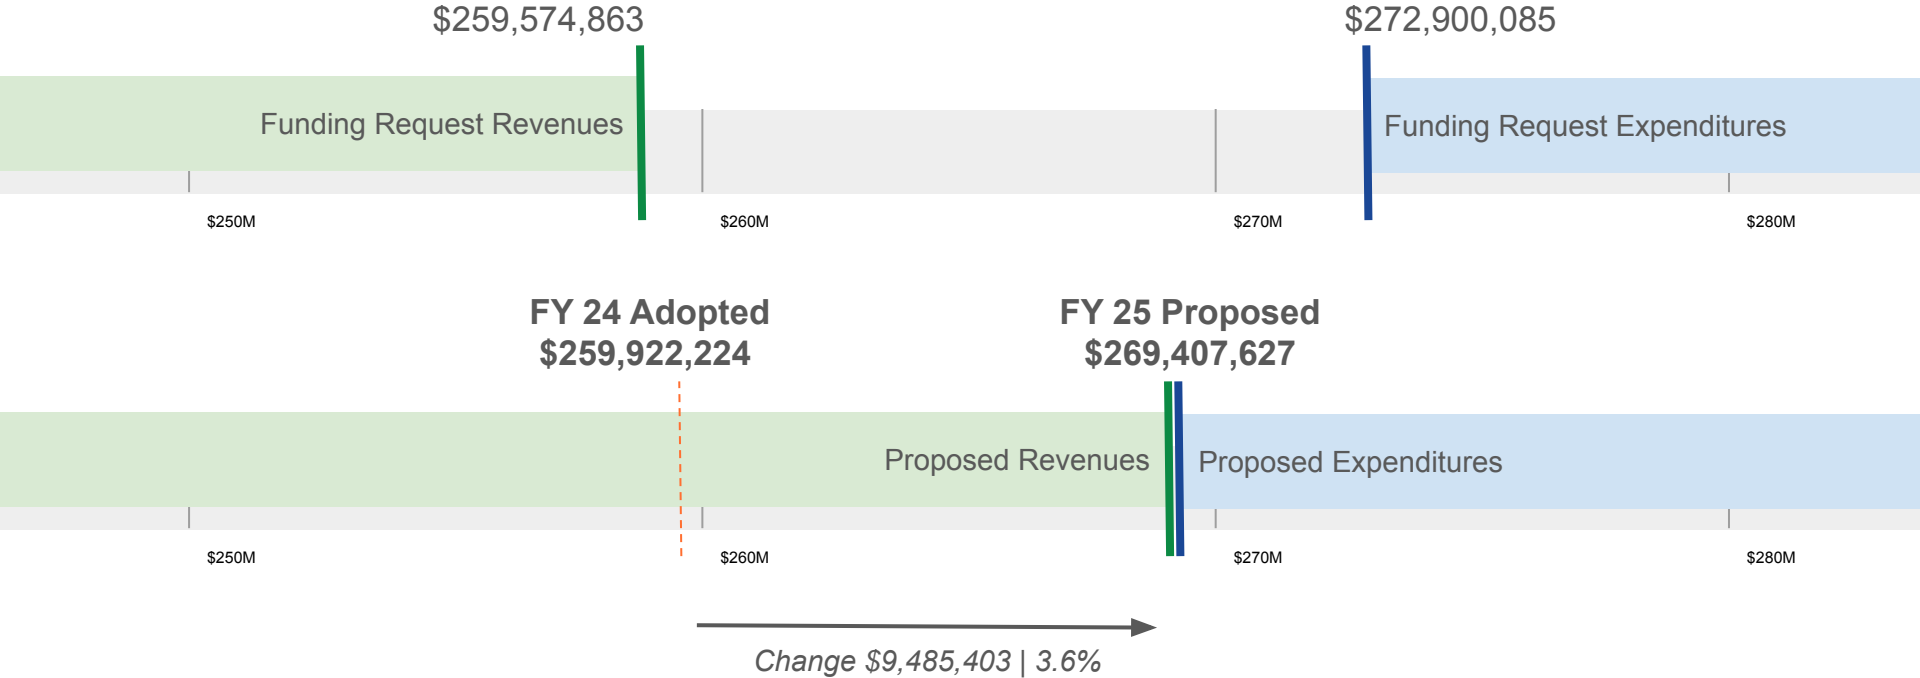 $259,574,863
$272,900,085
Funding Request Revenues
Funding Request Expenditures
$250M
$260M
$270M
$280M
FY 24 Adopted
$259,922,224
FY 25 Proposed
$269,407,627
Proposed Revenues
Proposed Expenditures
$250M
$260M
$270M
$280M
Change $9,485,403 | 3.6%